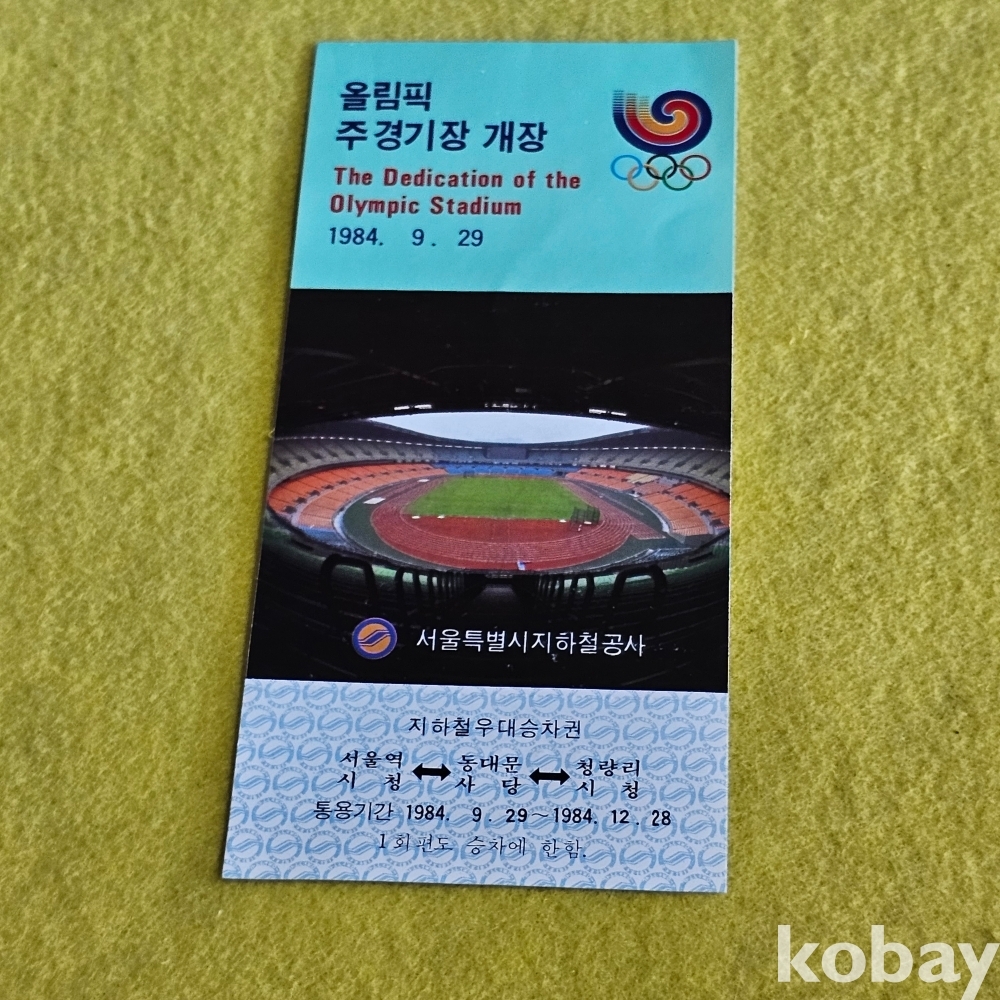 올림픽
주경기장 개장
The Dedication of the
Olympic Stadium
1984. 9. 29
서울특별시지하철공사
지하철우대승차권
서울역 ↔ 동대문 ↔ 청량리
시 청 사 당 시 청
통용기간 1984. 9. 29~1984. 12. 28
1회 편도 승차에 한함.
kobay